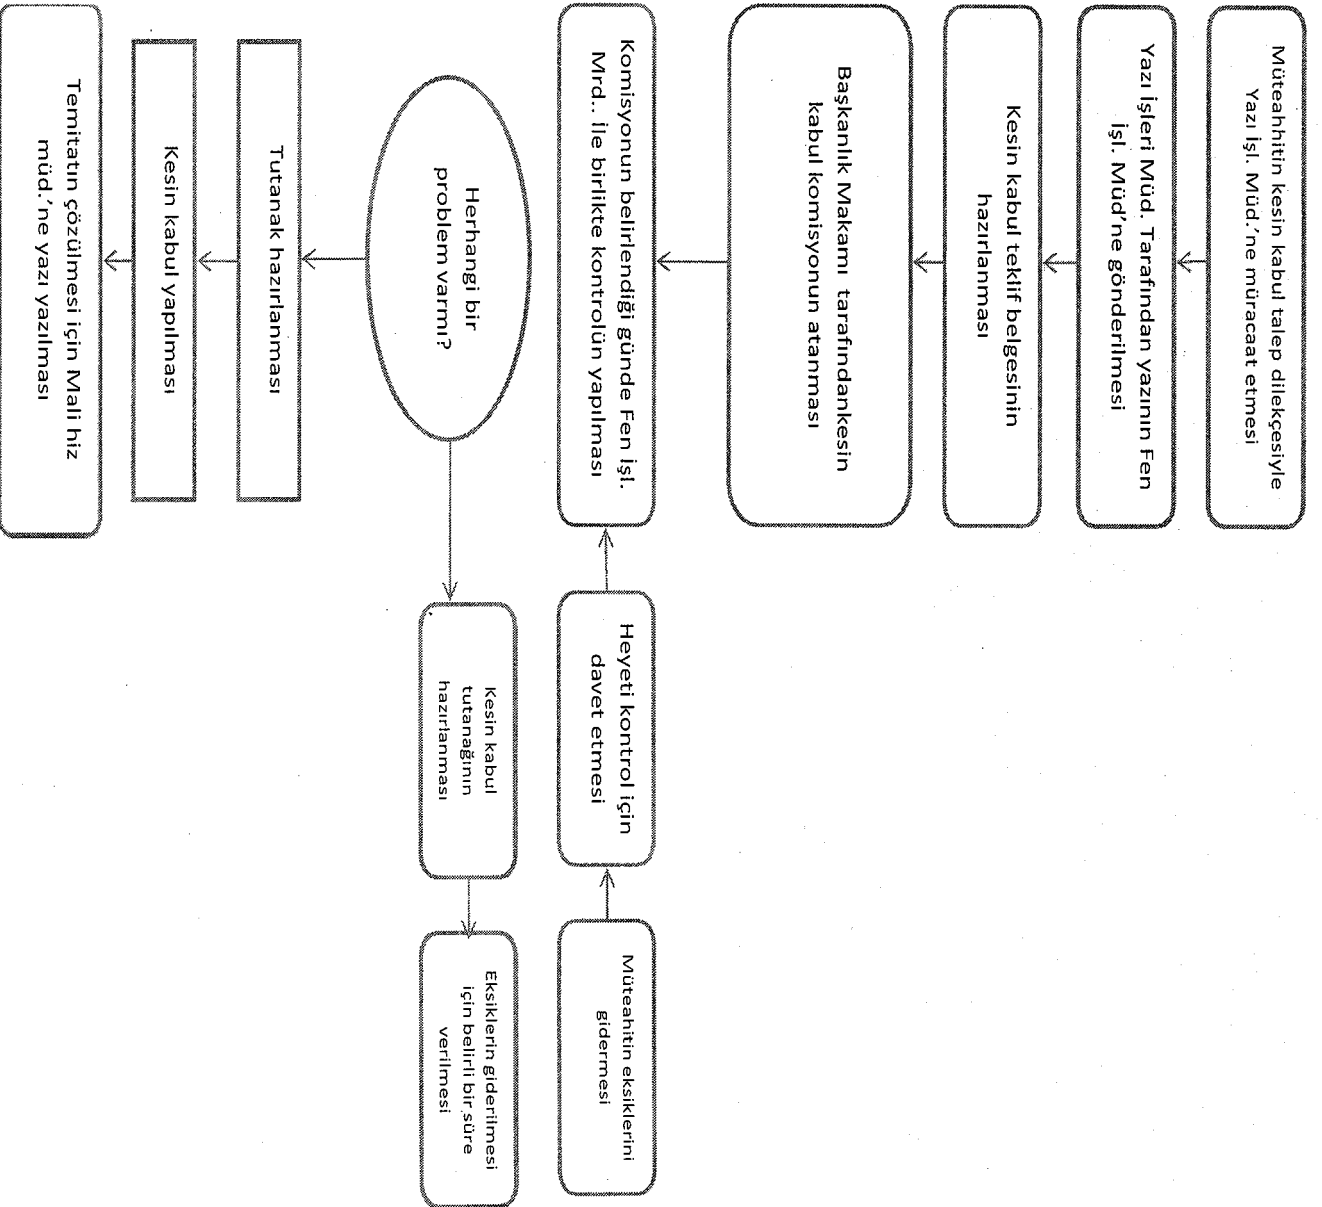 Müteahhitin kesin kabul talep dilekçesiyle
Yazı İşl. Müd.'ne müracaat etmesi
Yazı İşleri Müd. Tarafından yazının Fen
İşl. Müd'ne gönderilmesi
Kesin kabul teklif belgesinin
hazırlanması
Başkanlık Makamı tarafındankesin
kabul komisyonun atanması
Komisyonun belirlendiği günde Fen İşl.
Mrd.. İle birlikte kontrolün yapılması
Heyeti kontrol için
davet etmesi
Müteahitin eksiklerini
gidermesi
Herhangi bir
problem varmı?
Kesin kabul
tutanağının
hazırlanması
Eksiklerin giderilmesi
için belirli bir süre
verilmesi
Tutanak hazırlanması
Kesin kabul yapılması
Temitatın çözülmesi için Mali hiz
müd.'ne yazı yazılması